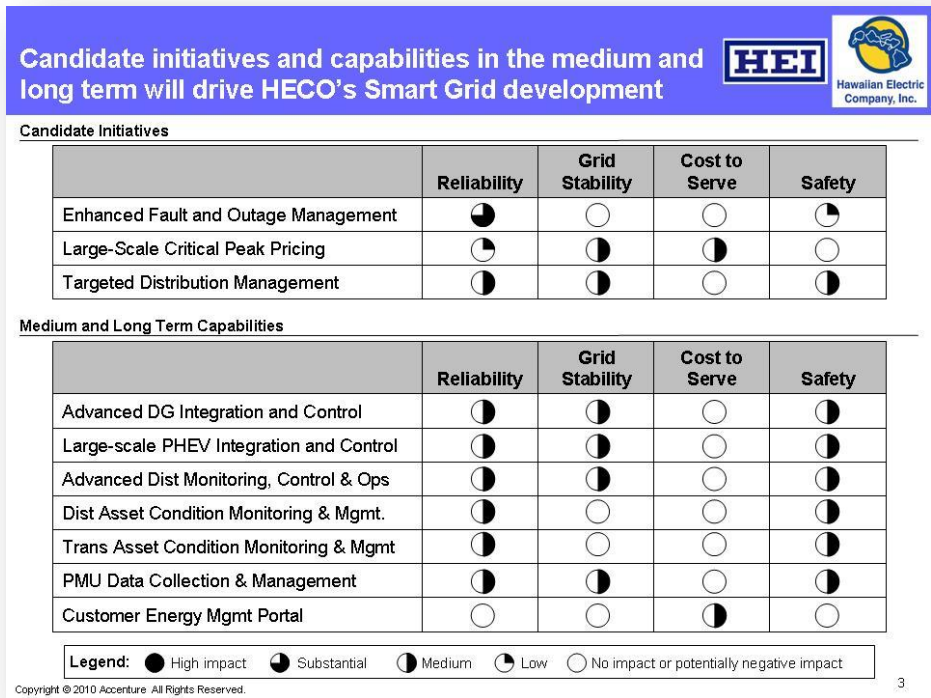 Candidate initiatives and capabilities in the medium and
long term will drive HECO's Smart Grid development
HEI
Hawaiian Electric
Company, Inc.
Candidate Initiatives
Reliability Grid Stability Cost to Serve Safety
Enhanced Fault and Outage Management
Large-Scale Critical Peak Pricing
Targeted Distribution Management
Medium and Long Term Capabilities
Reliability Grid Stability Cost to Serve Safety
Advanced DG Integration and Control
Large-scale PHEV Integration and Control
Advanced Dist Monitoring, Control & Ops
Dist Asset Condition Monitoring & Mgmt.
Trans Asset Condition Monitoring & Mgmt
PMU Data Collection & Management
Customer Energy Mgmt Portal
Legend: High impact Substantial Medium Low No impact or potentially negative impact
Copyright © 2010 Accenture All Rights Reserved.
3